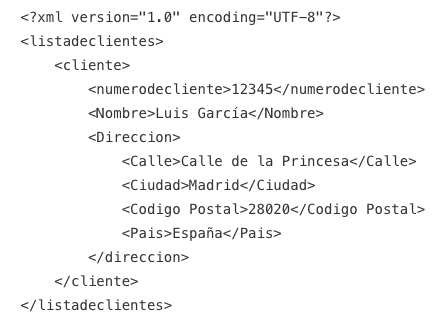 <?xml version="1.0" encoding="UTF-8"?>
<listadeclientes>
    <cliente>
        <numerodecliente>12345</numerodecliente>
        <Nombre>Luis García</Nombre>
        <Direccion>
            <Calle>Calle de la Princesa</Calle>
            <Ciudad>Madrid</Ciudad>
            <Codigo Postal>28020</Codigo Postal>
            <Pais>España</Pais>
        </direccion>
    </cliente>
</listadeclientes>